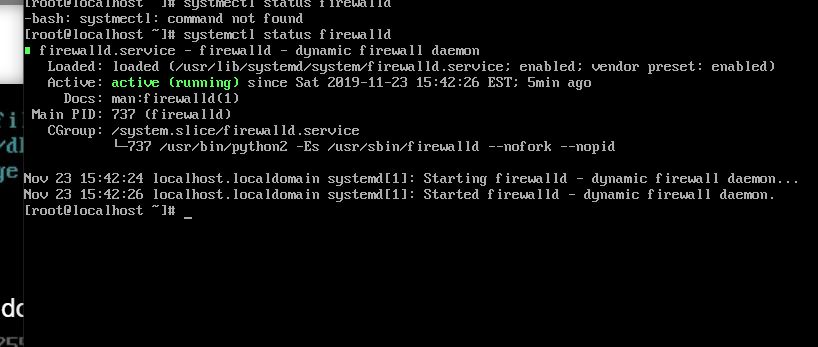 [root@localhost ~]# systmectl status firewalld
-bash: systmectl: command not found
[root@localhost ~]# systemctl status firewalld
firewalld.service - firewalld - dynamic firewall daemon
Loaded: loaded (/usr/lib/systemd/system/firewalld.service; enabled; vendor preset: enabled)
Active: active (running) since Sat 2019-11-23 15:42:26 EST; 5min ago
Docs: man:firewalld(1)
Main PID: 737 (firewalld)
CGroup: /system.slice/firewalld.service
└─737 /usr/bin/python2 -Es /usr/sbin/firewalld --nofork --nopid
Nov 23 15:42:24 localhost.localdomain systemd[1]: Starting firewalld - dynamic firewall daemon...
Nov 23 15:42:26 localhost.localdomain systemd[1]: Started firewalld - dynamic firewall daemon.
[root@localhost ~]# _